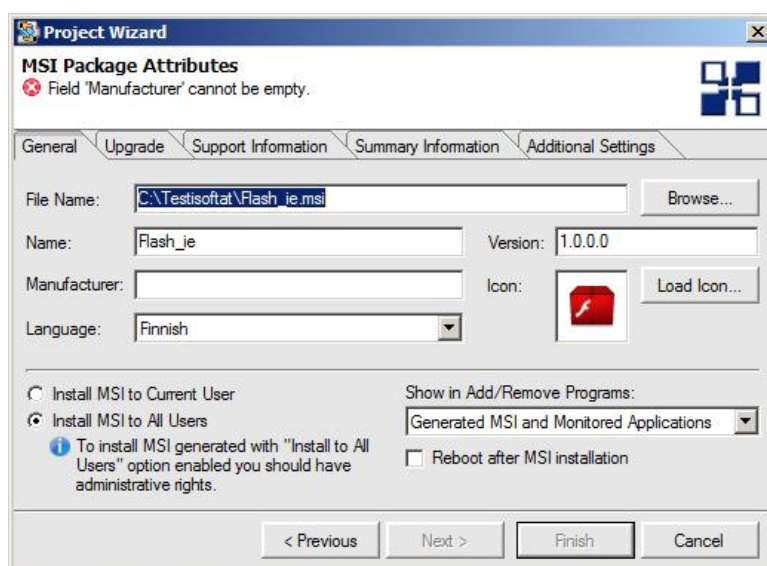 Project Wizard
MSI Package Attributes
Field 'Manufacturer' cannot be empty.
General Upgrade Support Information Summary Information Additional Settings
File Name: C:\Testisoftat\Flash_ie.msi Browse...
Name: Flash_ie Version: 1.0.0.0
Manufacturer: Icon: Load Icon...
Language: Finnish
Install MSI to Current User Show in Add/Remove Programs:
Install MSI to All Users Generated MSI and Monitored Applications
To install MSI generated with "Install to All
Users" option enabled you should have
administrative rights.
Reboot after MSI installation
< Previous Next > Finish Cancel